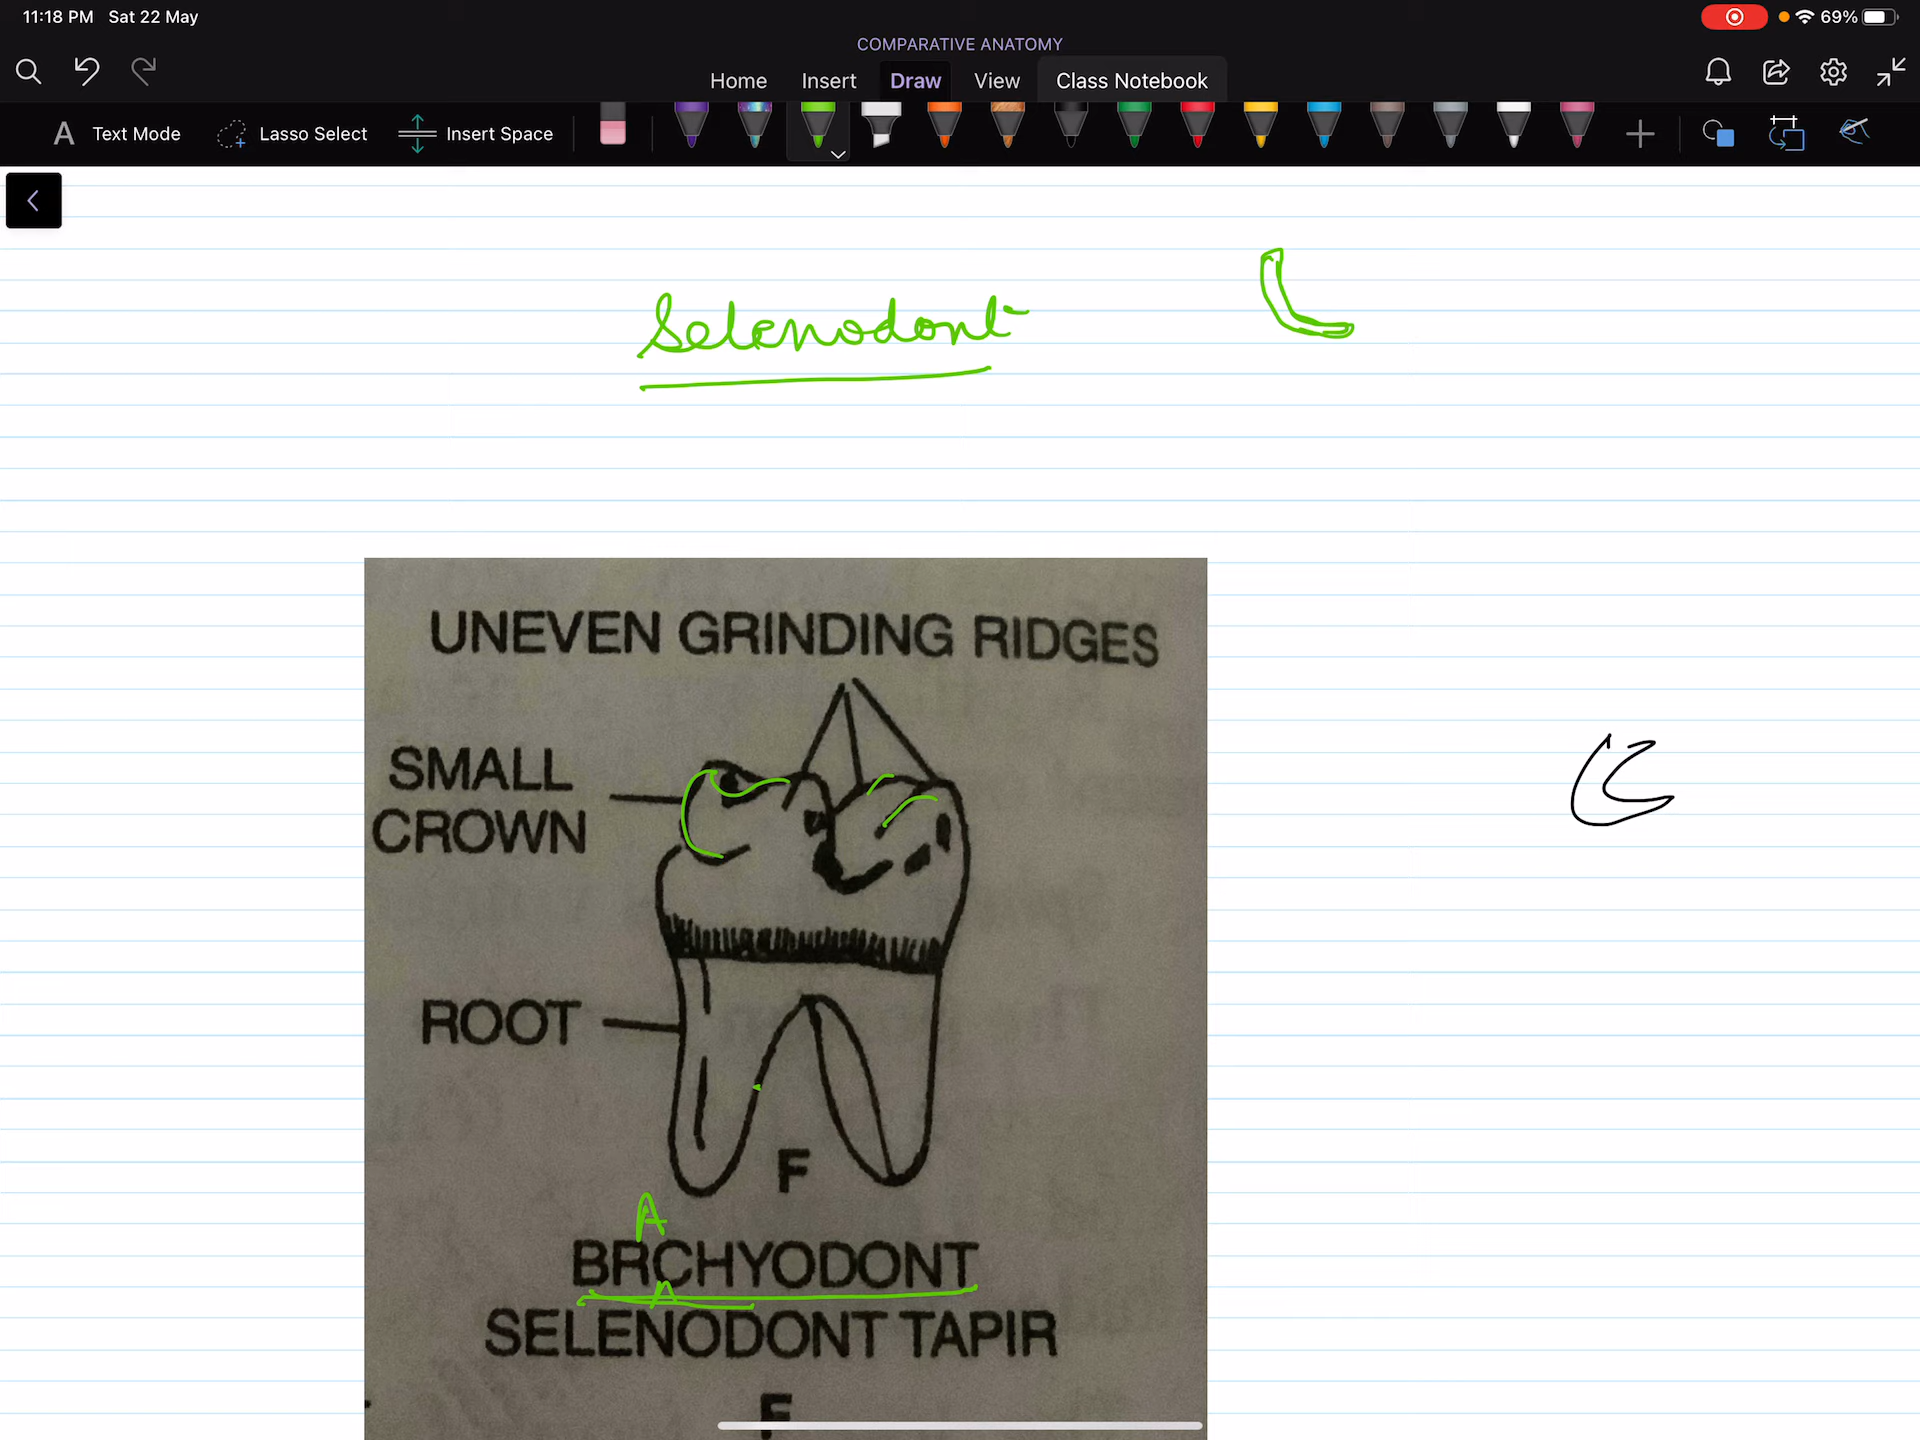 11:18 PM Sat 22 May
69%
COMPARATIVE ANATOMY
Home Insert Draw View Class Notebook
A Text Mode Lasso Select Insert Space
Selenodont
UNEVEN GRINDING RIDGES
SMALL
CROWN
ROOT
F
A
BRCHYODONT
SELENODONT TAPIR
F